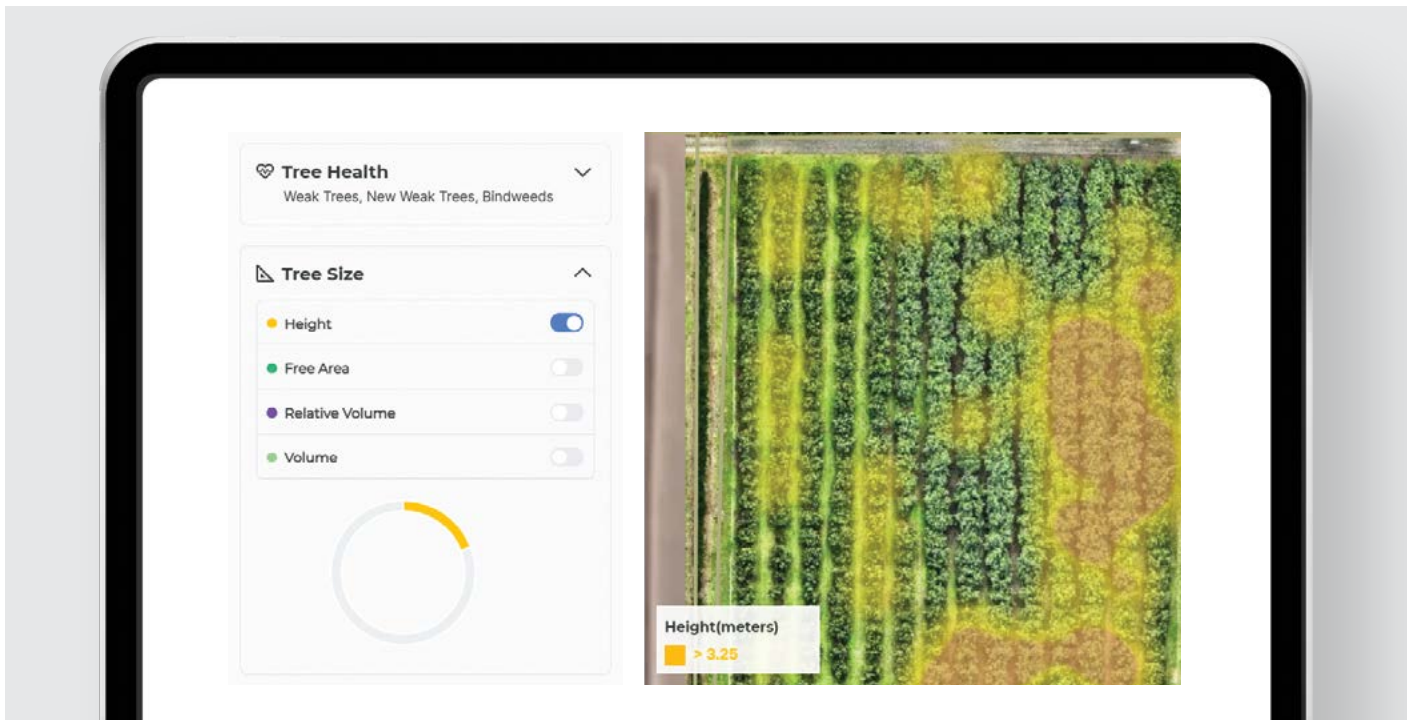 Tree Health
Weak Trees, New Weak Trees, Bindweeds
Tree Size
Height
Free Area
Relative Volume
Volume
Height(meters)
> 3.25